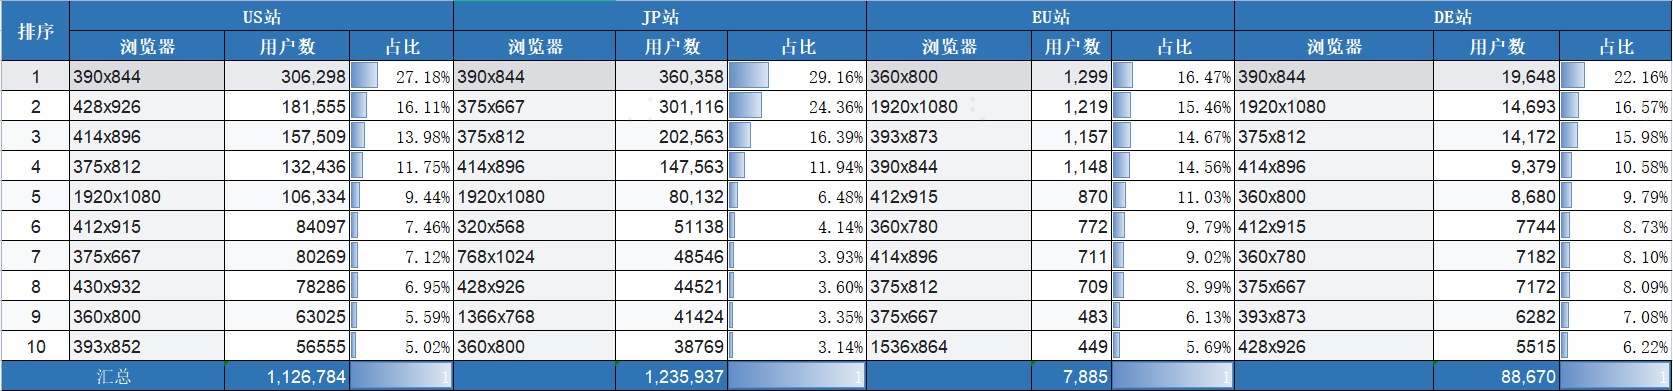 排序 US站 JP站 EU站 DE站
浏览器 用户数 占比 浏览器 用户数 占比 浏览器 用户数 占比 浏览器 用户数 占比
1 390x844 306,298 27.18% 390x844 360,358 29.16% 360x800 1,299 16.47% 390x844 19,648 22.16%
2 428x926 181,555 16.11% 375x667 301,116 24.36% 1920x1080 1,219 15.46% 1920x1080 14,693 16.57%
3 414x896 157,509 13.98% 375x812 202,563 16.39% 393x873 1,157 14.67% 375x812 14,172 15.98%
4 375x812 132,436 11.75% 414x896 147,563 11.94% 390x844 1,148 14.56% 414x896 9,379 10.58%
5 1920x1080 106,334 9.44% 1920x1080 80,132 6.48% 412x915 870 11.03% 360x800 8,680 9.79%
6 412x915 84097 7.46% 320x568 51138 4.14% 360x780 772 9.79% 412x915 7744 8.73%
7 375x667 80269 7.12% 768x1024 48546 3.93% 414x896 711 9.02% 360x780 7182 8.10%
8 430x932 78286 6.95% 428x926 44521 3.60% 375x812 709 8.99% 375x667 7172 8.09%
9 360x800 63025 5.59% 1366x768 41424 3.35% 375x667 483 6.13% 393x873 6282 7.08%
10 393x852 56555 5.02% 360x800 38769 3.14% 1536x864 449 5.69% 428x926 5515 6.22%
汇总 1,126,784 1 1,235,937 1 7,885 1 88,670 1